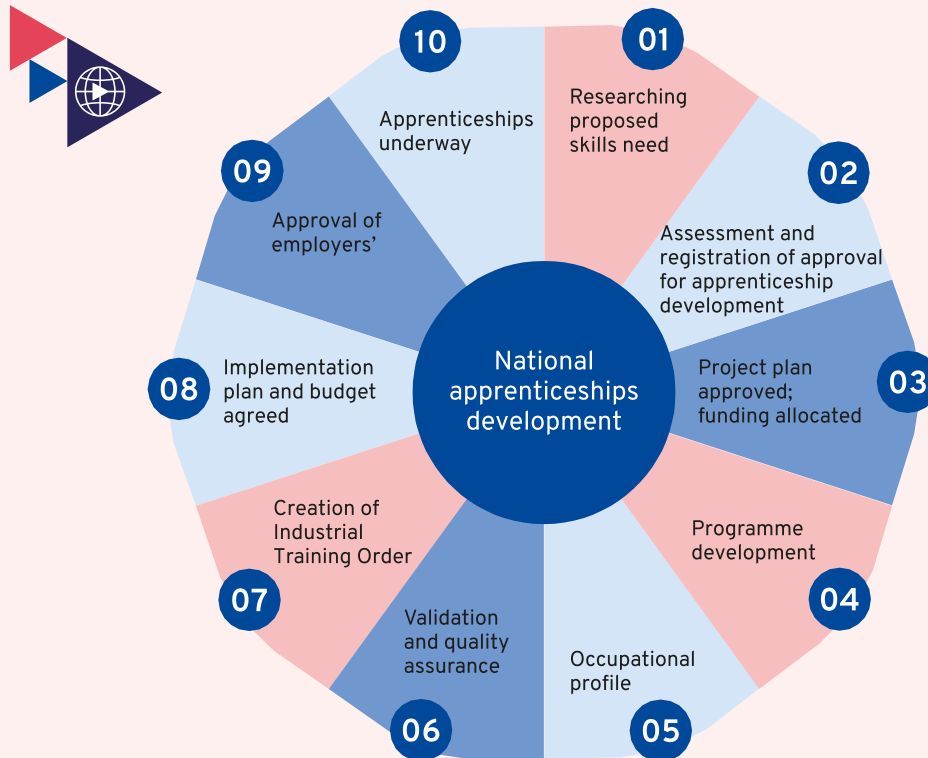 01
Researching
proposed
skills need
02
Assessment and
registration of approval
for apprenticeship
development
03
Project plan
approved;
funding allocated
04
Programme
development
05
Occupational
profile
06
Validation
and quality
assurance
07
Creation of
Industrial
Training Order
08
Implementation
plan and budget
agreed
09
Approval of
employers’
10
Apprenticeships
underway
National
apprenticeships
development